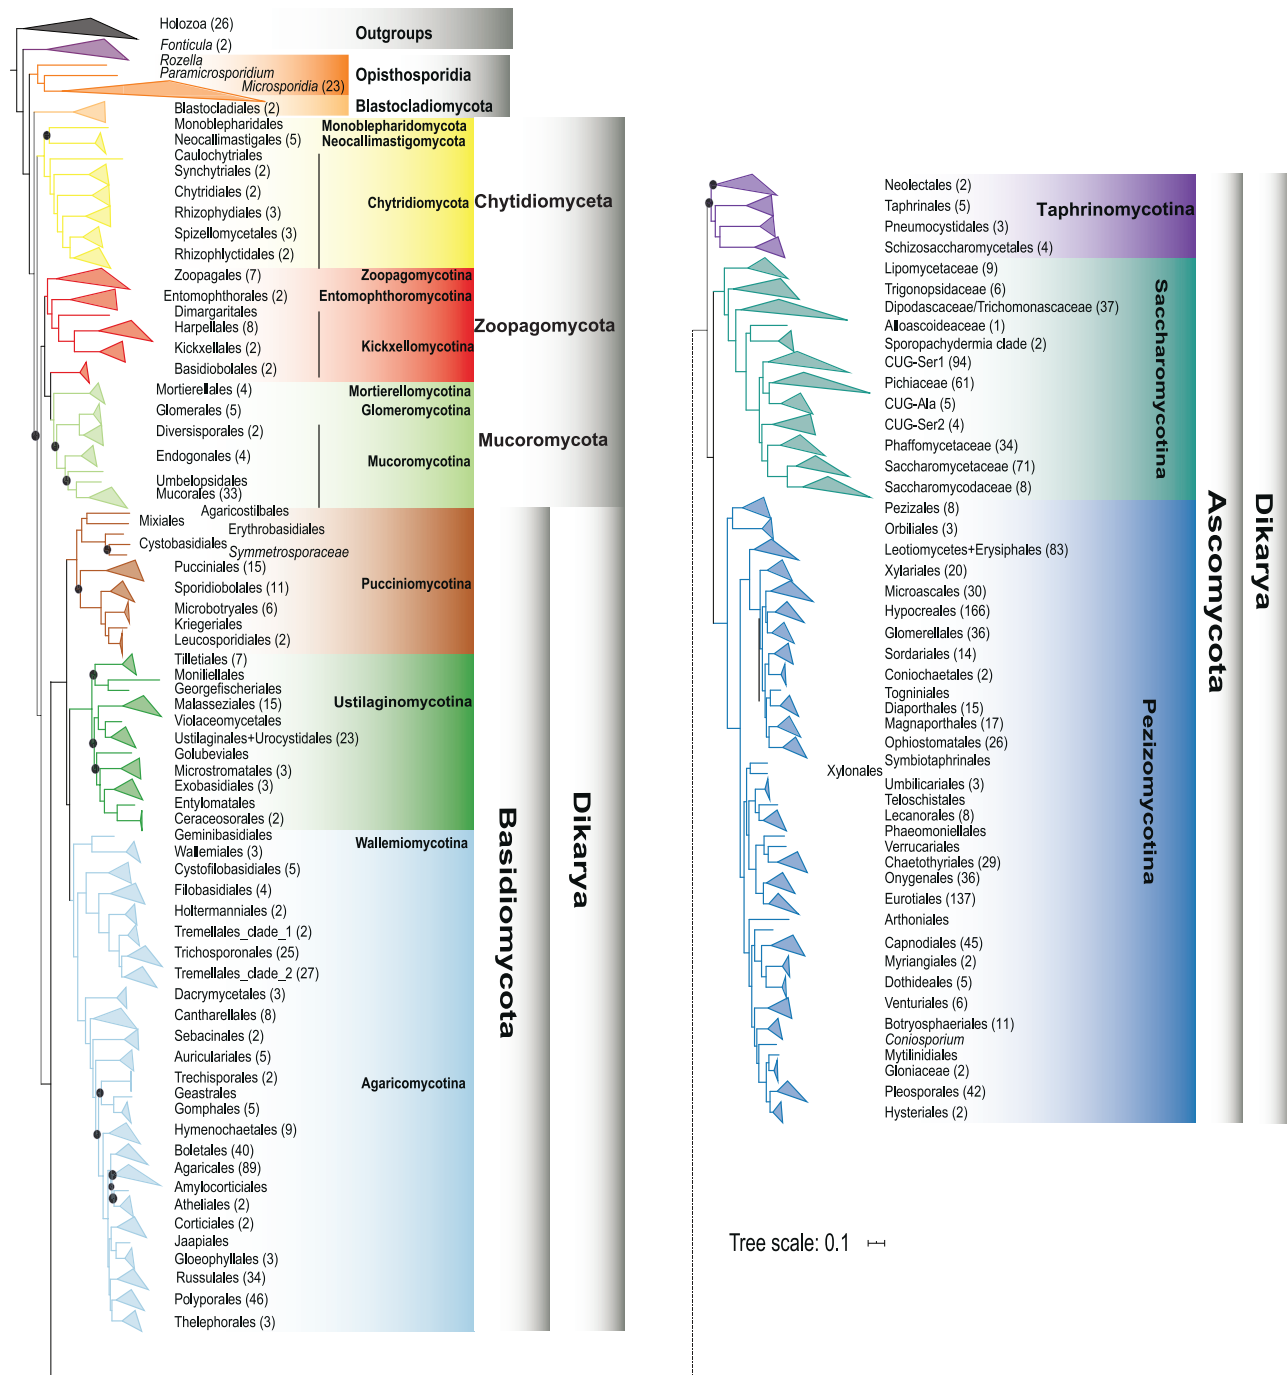 Holozoa (26)
Outgroups
Fonticula (2)
Rozella
Paramicrosporidium
Opisthosporidia
Microsporidia (23)
Blastocladiales (2)
Blastocladiomycota
Monoblepharidales
Monoblepharidomycota
Neocallimastigales (5)
Neocallimastigomycota
Caulochytriales
Synchytriales (2)
Chytridiales (2)
Chytridiomycota
Chytidiomyceta
Rhizophydiales (3)
Spizellomycetales (3)
Rhizophlyctidales (2)
Zoopagales (7)
Zoopagomycotina
Entomophthorales (2)
Entomophthoromycotina
Dimargaritales
Harpellales (8)
Zoopagomycota
Kickxellales (2)
Kickxellomycotina
Basidiobolales (2)
Mortierellales (4)
Mortierellomycotina
Glomerales (5)
Glomeromycotina
Diversisporales (2)
Mucoromycota
Endogonales (4)
Mucoromycotina
Umbelopsidales
Mucorales (33)
Agaricostilbales
Mixiales
Erythrobasidiales
Cystobasidiales
Symmetrosporaceae
Pucciniales (15)
Pucciniomycotina
Sporidiobolales (11)
Microbotryales (6)
Kriegeriales
Leucosporidiales (2)
Tilletiales (7)
Moniliellales
Georgefischeriales
Malasseziales (15)
Ustilaginomycotina
Violaceomycetales
Ustilaginales+Urocystidales (23)
Golubeviales
Microstromatales (3)
Exobasidiales (3)
Entylomatales
Ceraceosorales (2)
Geminibasidiales
Wallemiomycotina
Wallemiales (3)
Cystofilobasidiales (5)
Filobasidiales (4)
Holtermanniales (2)
Tremellales_clade_1 (2)
Trichosporonales (25)
Tremellales_clade_2 (27)
Dacrymycetales (3)
Cantharellales (8)
Sebacinales (2)
Auriculariales (5)
Trechisporales (2)
Agaricomycotina
Geastrales
Gomphales (5)
Hymenochaetales (9)
Boletales (40)
Agaricales (89)
Amylocorticiales
Atheliales (2)
Corticiales (2)
Jaapiales
Gloeophyllales (3)
Russulales (34)
Polyporales (46)
Thelephorales (3)
Basidiomycota
Dikarya
Neolectales (2)
Taphrinales (5)
Taphrinomycotina
Pneumocystidales (3)
Schizosaccharomycetales (4)
Lipomycetaceae (9)
Trigonopsidaceae (6)
Dipodascaceae/Trichomonascaceae (37)
Alloascoideaceae (1)
Sporopachydermia clade (2)
CUG-Ser1 (94)
Pichiaceae (61)
CUG-Ala (5)
CUG-Ser2 (4)
Phaffomycetaceae (34)
Saccharomycetaceae (71)
Saccharomycodaceae (8)
Saccharomycotina
Pezizales (8)
Orbiliales (3)
Leotiomycetes+Erysiphales (83)
Xylariales (20)
Microascales (30)
Hypocreales (166)
Glomerellales (36)
Sordariales (14)
Coniochaetales (2)
Togniniales
Diaporthales (15)
Magnaporthales (17)
Ophiostomatales (26)
Symbiotaphrinales
Xylonales
Umbilicariales (3)
Teloschistales
Lecanorales (8)
Phaeomoniellales
Verrucariales
Chaetothyriales (29)
Onygenales (36)
Eurotiales (137)
Arthoniales
Capnodiales (45)
Myriangiales (2)
Dothideales (5)
Venturiales (6)
Botryosphaeriales (11)
Coniosporium
Mytilinidiales
Gloniaceae (2)
Pleosporales (42)
Hysteriales (2)
Pezizomycotina
Ascomycota
Dikarya
Tree scale: 0.1